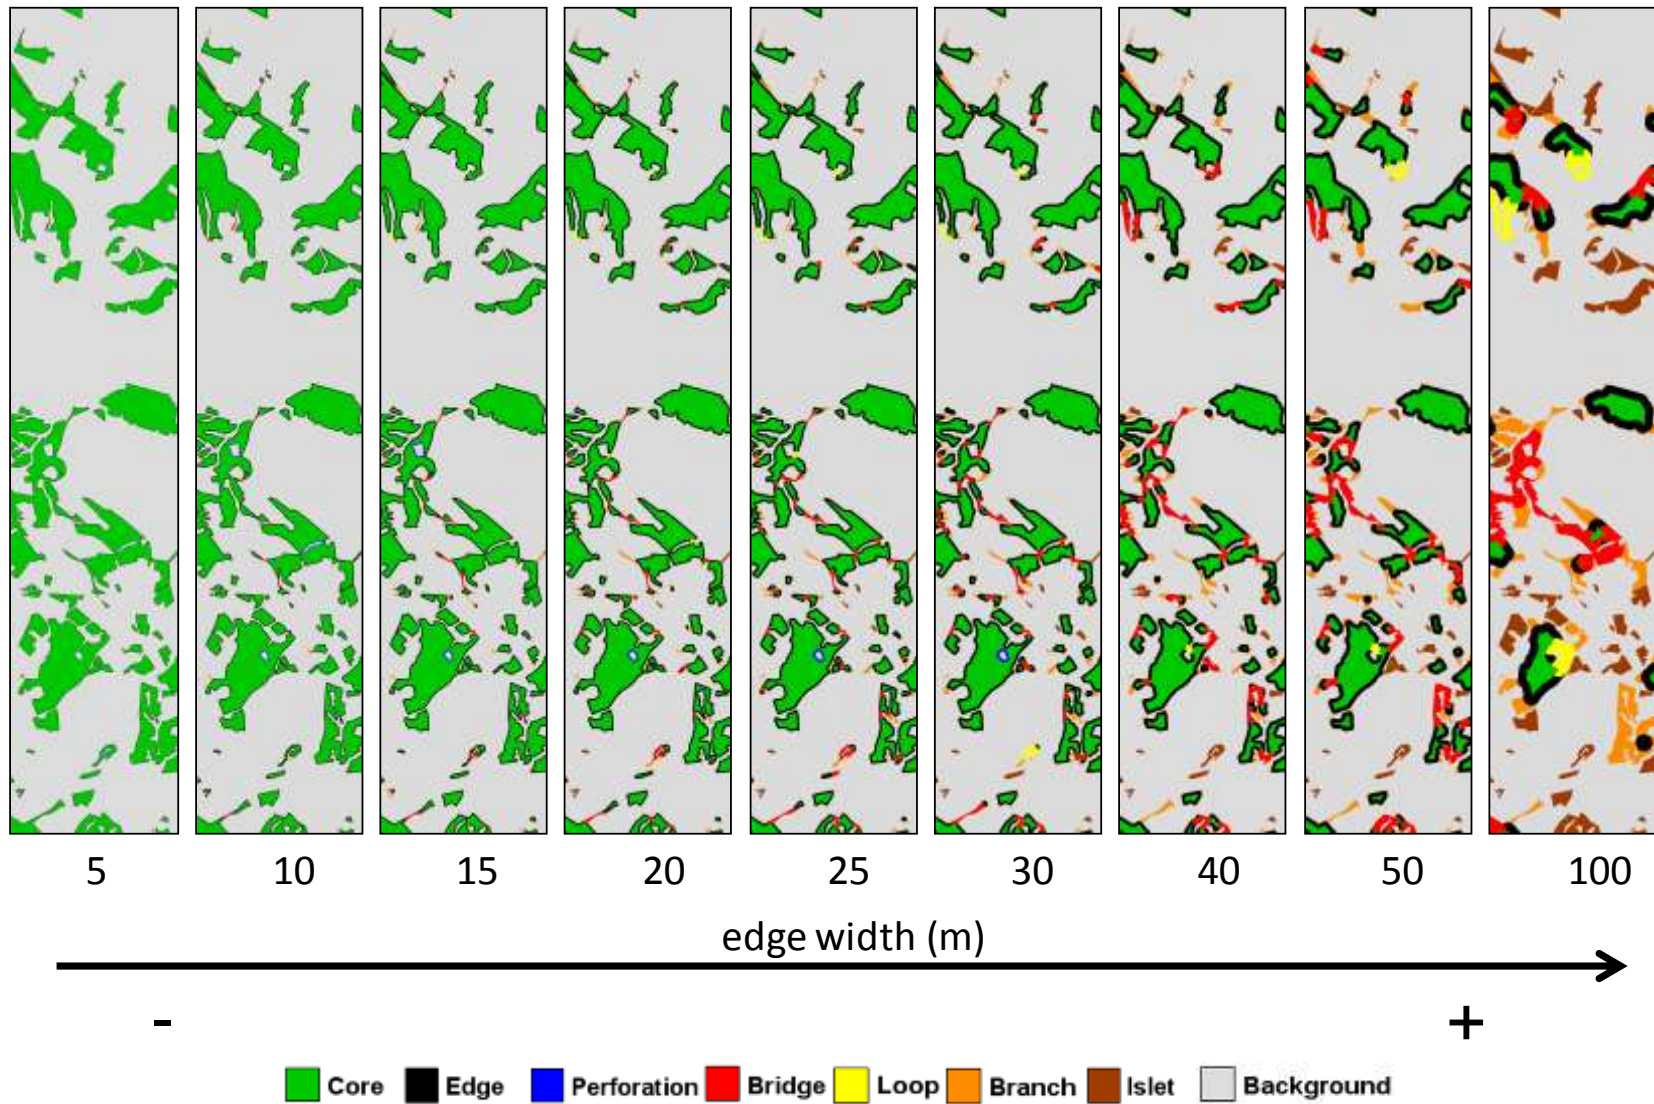 5 10 15 20 25 30 40 50 100
edge width (m)
- +
Core Edge Perforation Bridge Loop Branch Islet Background